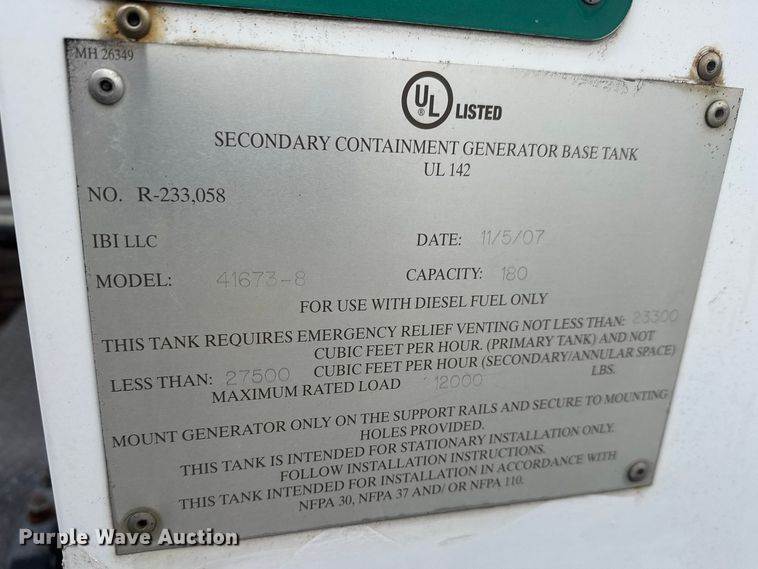 MH 26349
UL ® LISTED
SECONDARY CONTAINMENT GENERATOR BASE TANK
UL 142
NO. R-233,058
IBI LLC DATE: 11/5/07
MODEL: 41673-8 CAPACITY: 180
FOR USE WITH DIESEL FUEL ONLY
THIS TANK REQUIRES EMERGENCY RELIEF VENTING NOT LESS THAN: 23300
CUBIC FEET PER HOUR. (PRIMARY TANK) AND NOT
LESS THAN: 27500 CUBIC FEET PER HOUR (SECONDARY/ANNULAR SPACE)
MAXIMUM RATED LOAD 12000 LBS.
MOUNT GENERATOR ONLY ON THE SUPPORT RAILS AND SECURE TO MOUNTING
HOLES PROVIDED.
THIS TANK IS INTENDED FOR STATIONARY INSTALLATION ONLY.
FOLLOW INSTALLATION INSTRUCTIONS.
THIS TANK INTENDED FOR INSTALLATION IN ACCORDANCE WITH
NFPA 30, NFPA 37 AND/ OR NFPA 110.
Purple Wave Auction